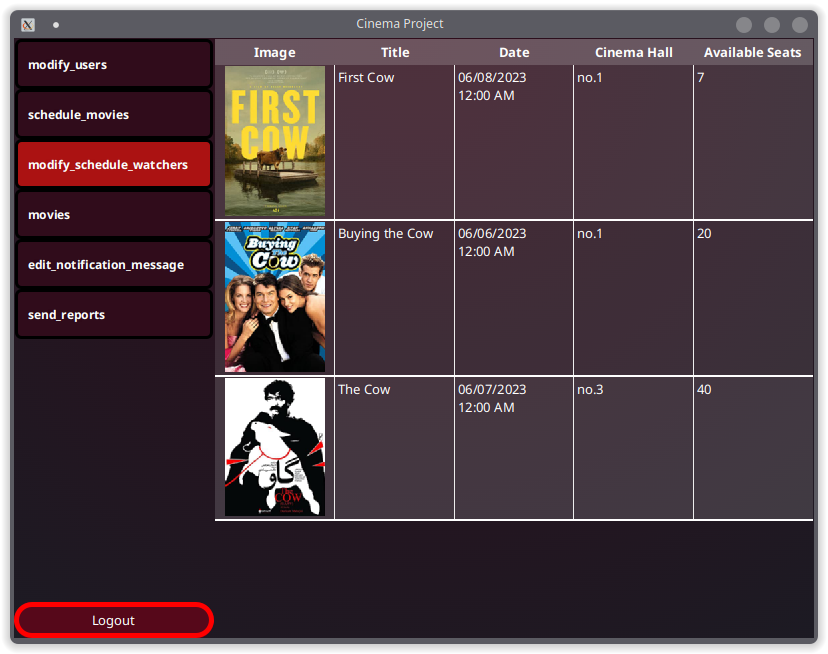 Cinema Project
modify_users
schedule_movies
modify_schedule_watchers
movies
edit_notification_message
send_reports
Logout
Image Title Date Cinema Hall Available Seats
FIRST
COW
First Cow
06/08/2023
12:00 AM
no.1
7
Buying
The
Cow
Buying the Cow
06/06/2023
12:00 AM
no.1
20
گاو
THE
COW
The Cow
06/07/2023
12:00 AM
no.3
40